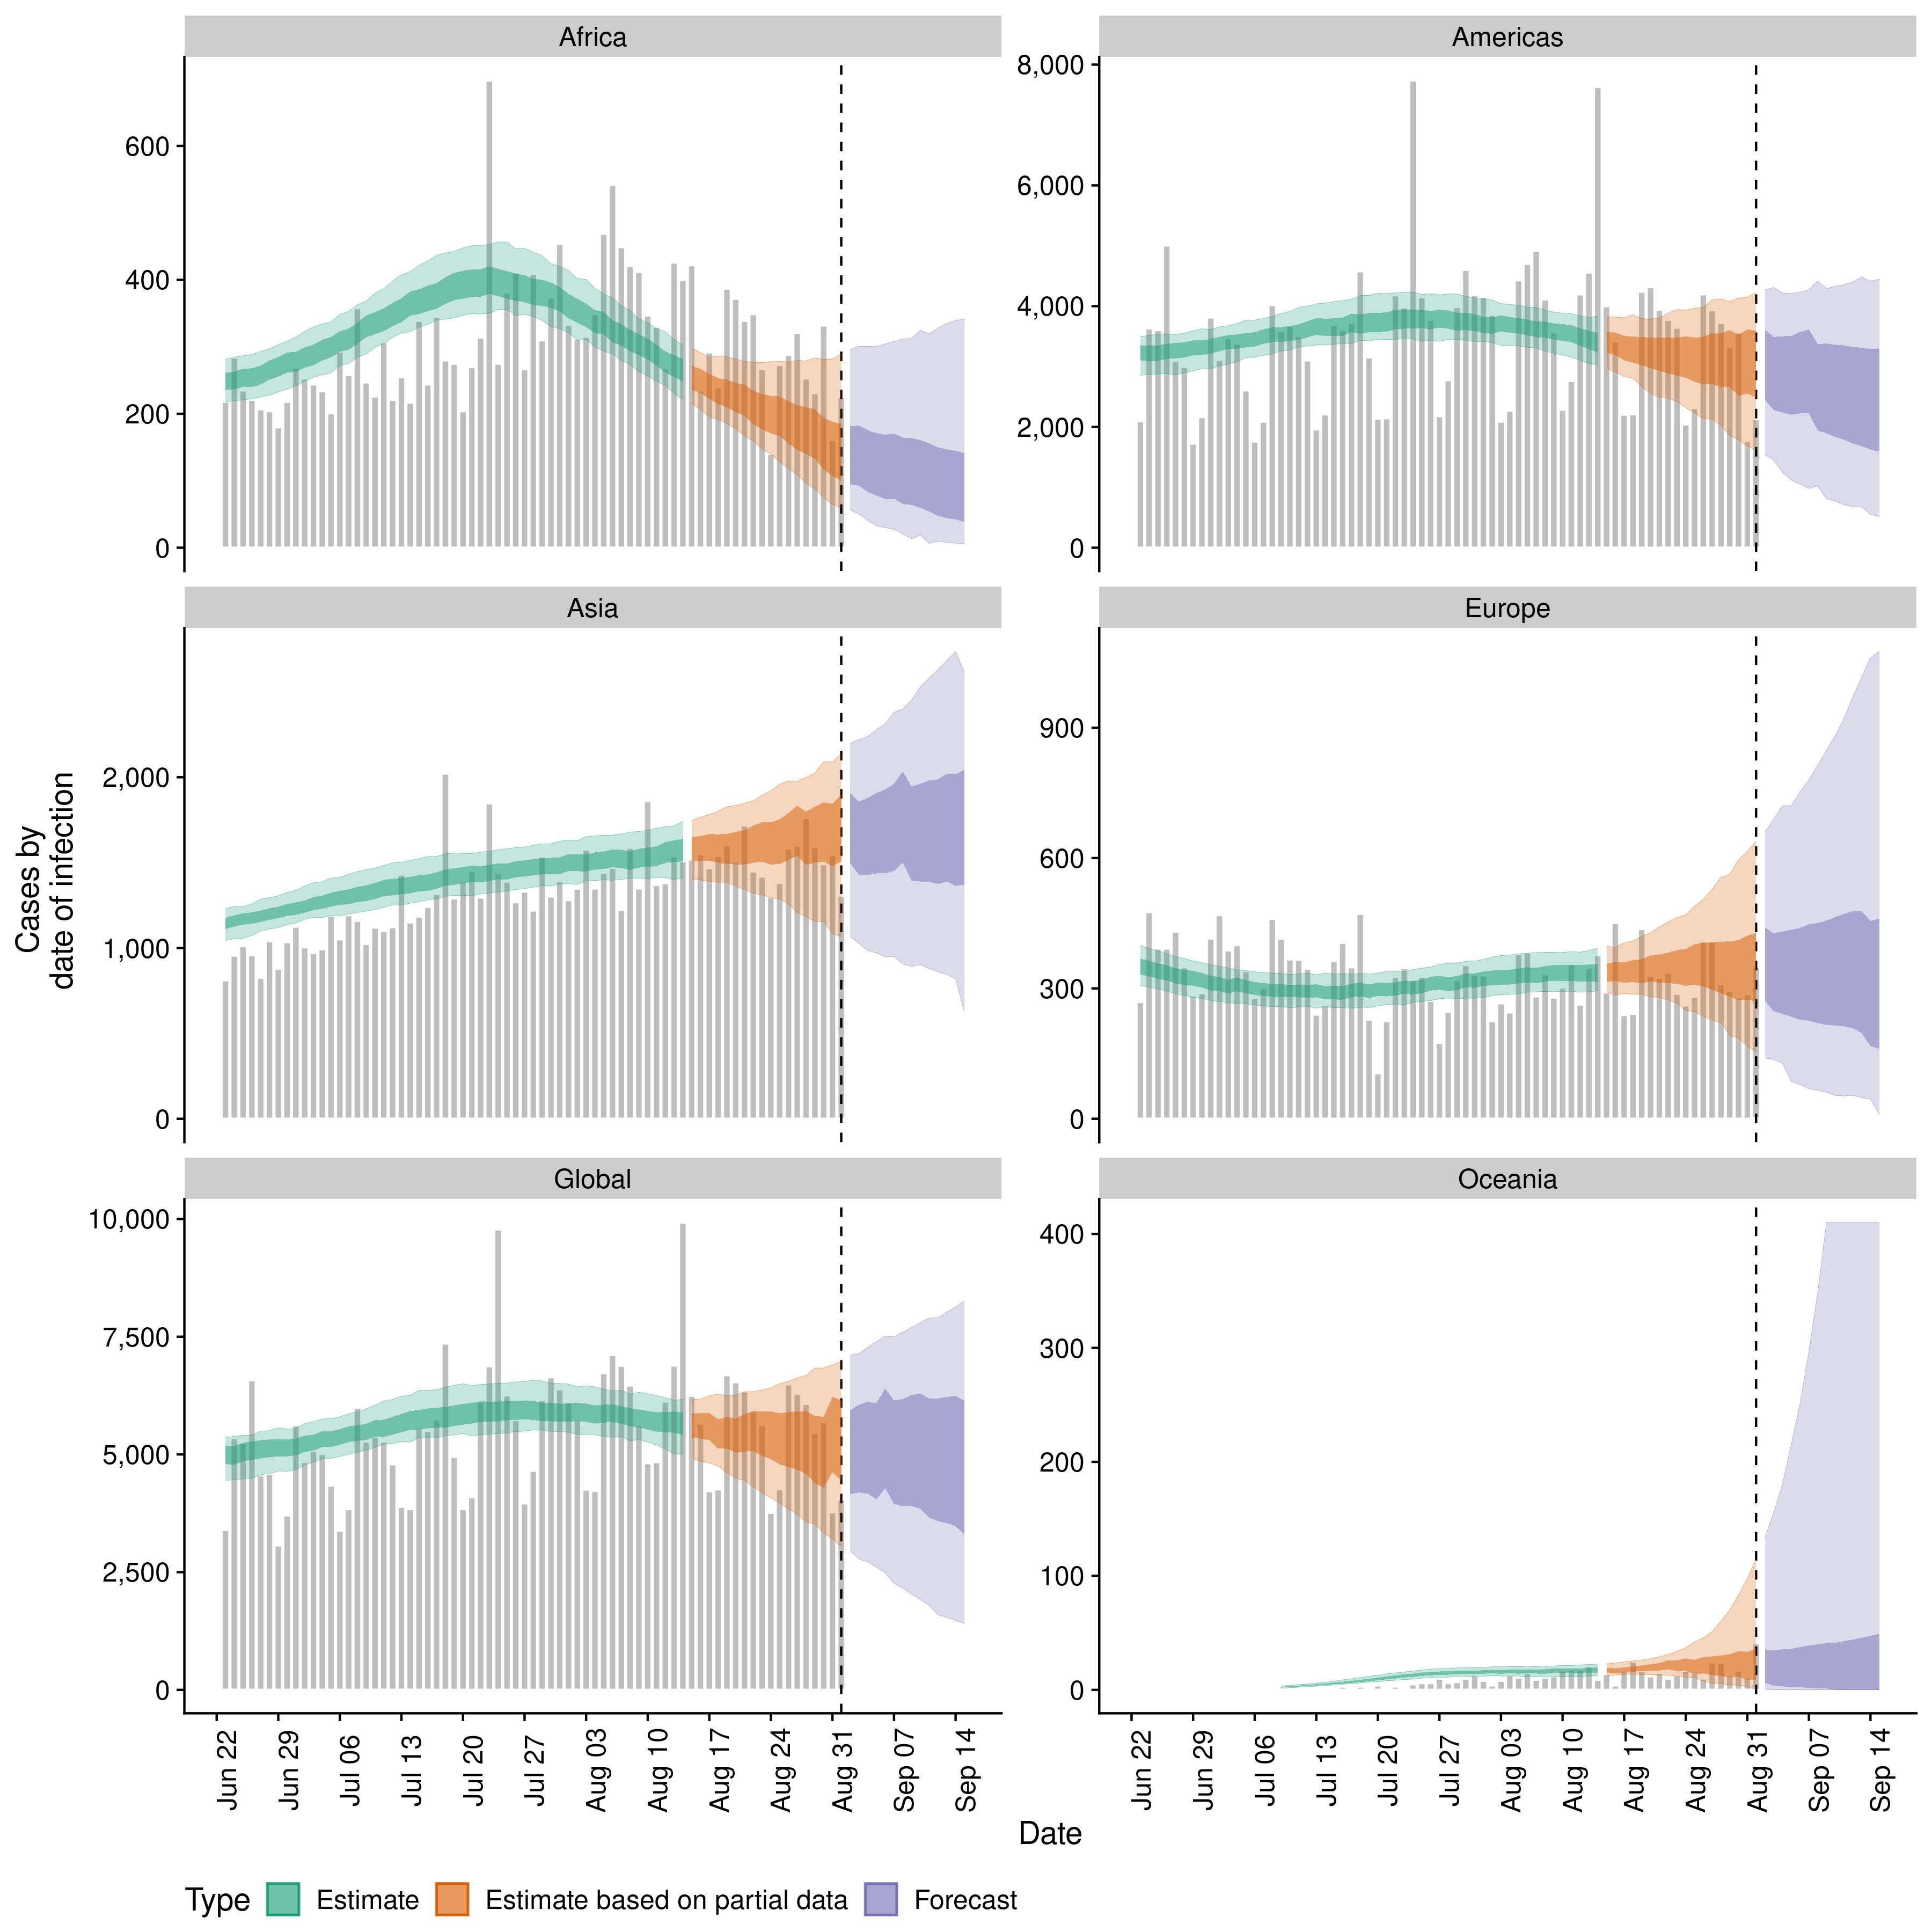 Africa
Americas
600
400
200
0
8,000
6,000
4,000
2,000
0
Asia
Europe
2,000
1,000
0
900
600
300
0
Global
Oceania
10,000
7,500
5,000
2,500
0
400
300
200
100
0
Cases by
date of infection
Jun 22
Jun 29
Jul 06
Jul 13
Jul 20
Jul 27
Aug 03
Aug 10
Aug 17
Aug 24
Aug 31
Sep 07
Sep 14
Jun 22
Jun 29
Jul 06
Jul 13
Jul 20
Jul 27
Aug 03
Aug 10
Aug 17
Aug 24
Aug 31
Sep 07
Sep 14
Date
Type Estimate Estimate based on partial data Forecast